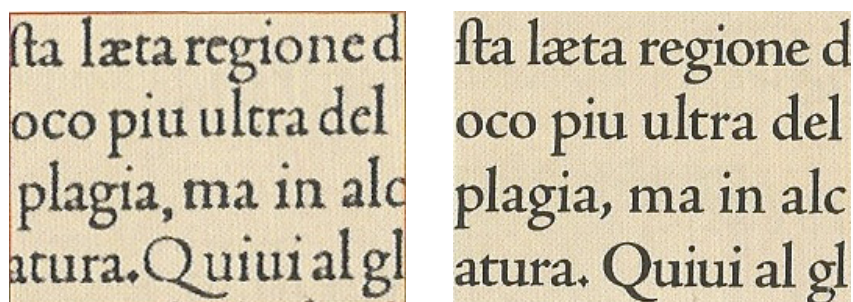 ſta læta regione d
oco piu ultra del
plagia, ma in alc
atura. Quiui al gl
ſta læta regione d
oco piu ultra del
plagia, ma in alc
atura. Quiui al gl